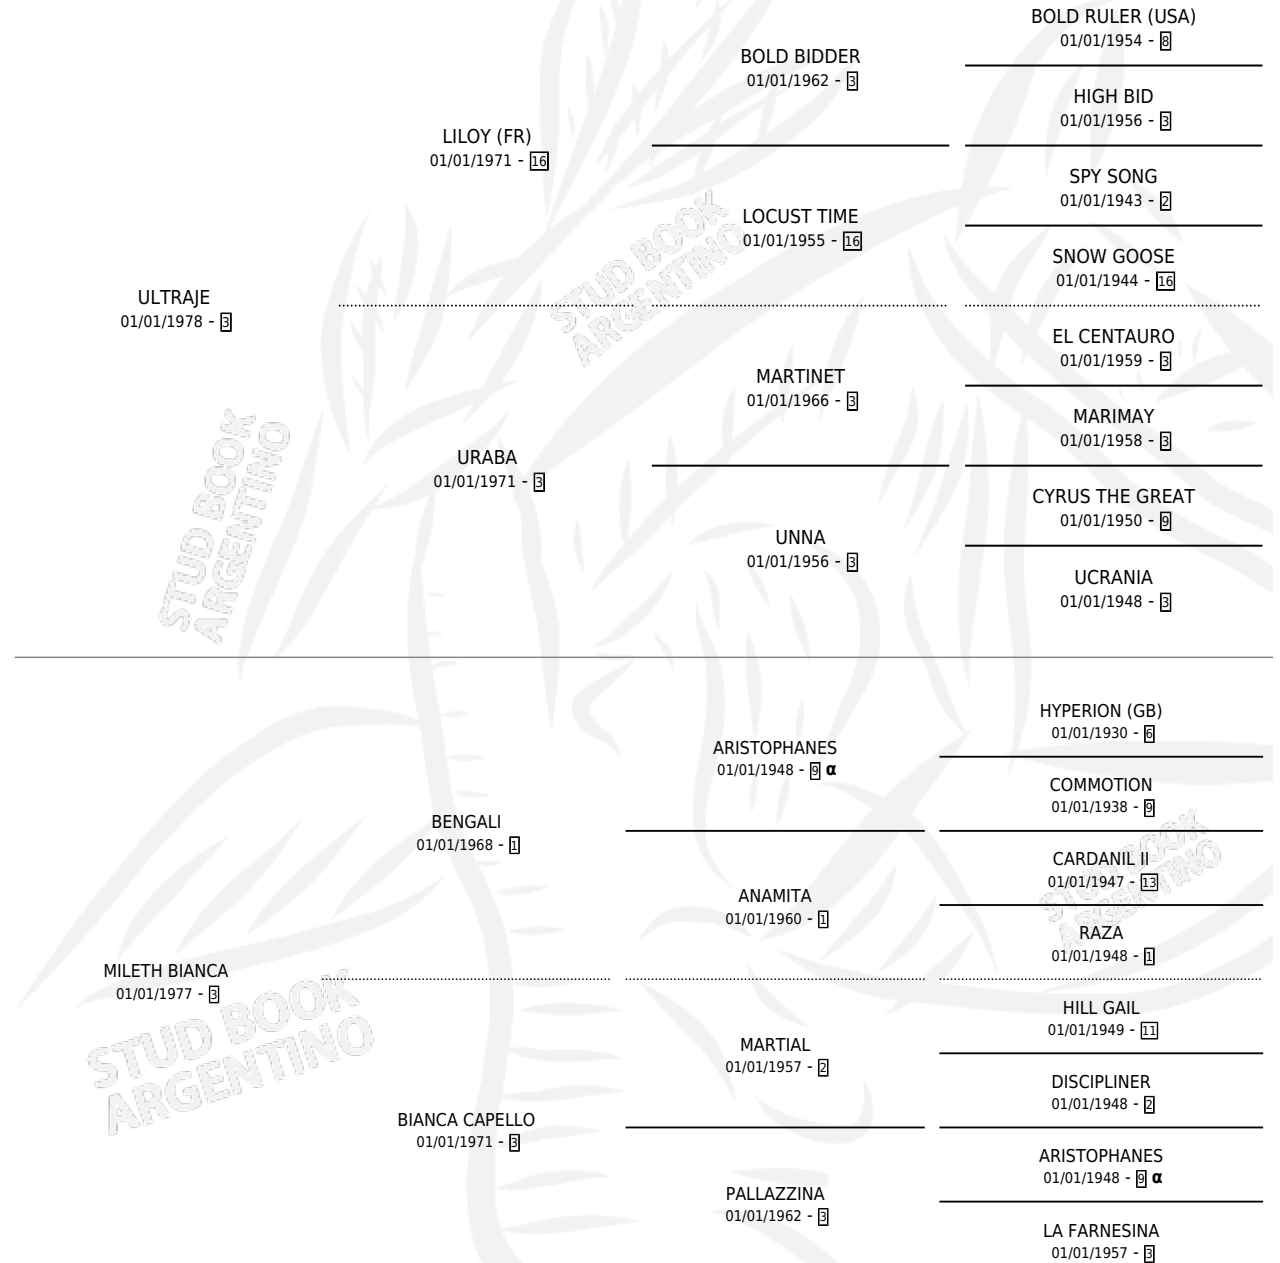 BOLD RULER (USA)
01/01/1954 - 8
BOLD BIDDER
01/01/1962 - 3
HIGH BID
01/01/1956 - 3
LILOY (FR)
01/01/1971 - 16
SPY SONG
01/01/1943 - 2
LOCUST TIME
01/01/1955 - 16
SNOW GOOSE
01/01/1944 - 16
ULTRAJE
01/01/1978 - 3
EL CENTAURO
01/01/1959 - 3
MARTINET
01/01/1966 - 3
MARIMAY
01/01/1958 - 3
URABA
01/01/1971 - 3
CYRUS THE GREAT
01/01/1950 - 9
UNNA
01/01/1956 - 3
UCRANIA
01/01/1948 - 3
HYPERION (GB)
01/01/1930 - 6
ARISTOPHANES
01/01/1948 - 9 α
COMMOTION
01/01/1938 - 9
BENGALI
01/01/1968 - 1
CARDANIL II
01/01/1947 - 13
ANAMITA
01/01/1960 - 1
RAZA
01/01/1948 - 1
MILETH BIANCA
01/01/1977 - 3
HILL GAIL
01/01/1949 - 11
MARTIAL
01/01/1957 - 2
DISCIPLINER
01/01/1948 - 2
BIANCA CAPELLO
01/01/1971 - 3
ARISTOPHANES
01/01/1948 - 9 α
PALLAZZINA
01/01/1962 - 3
LA FARNESINA
01/01/1957 - 3
STUD BOOK
ARGENTINO
STUD BOOK
ARGENTINO
STUD BOOK
ARGENTINO
STUD BOOK
ARGENTINO